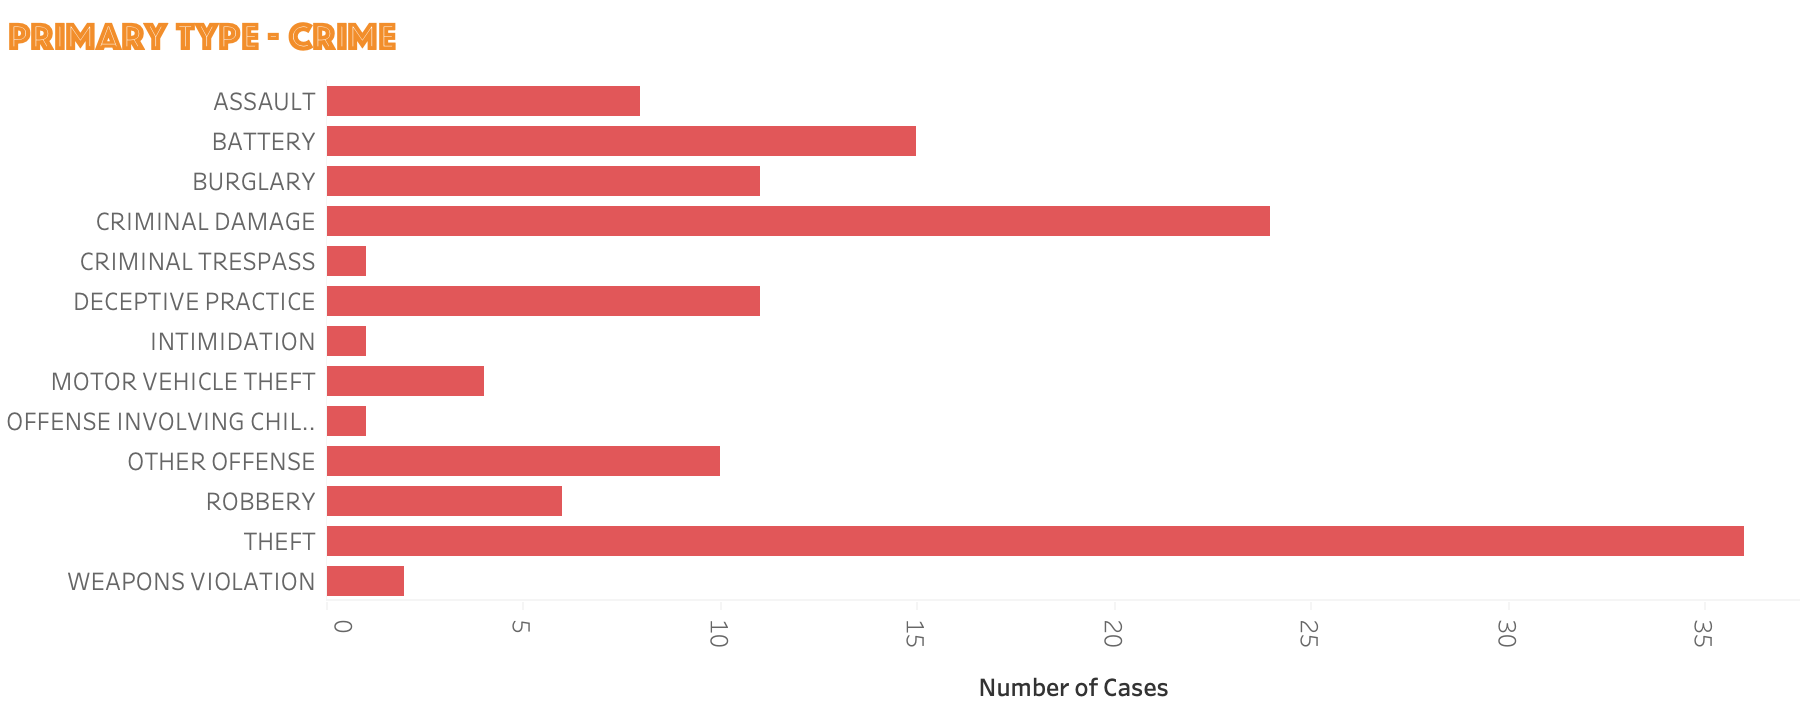 PRIMARY TYPE - CRIME
ASSAULT
BATTERY
BURGLARY
CRIMINAL DAMAGE
CRIMINAL TRESPASS
DECEPTIVE PRACTICE
INTIMIDATION
MOTOR VEHICLE THEFT
OFFENSE INVOLVING CHIL..
OTHER OFFENSE
ROBBERY
THEFT
WEAPONS VIOLATION
0 5 10 15 20 25 30 35
Number of Cases